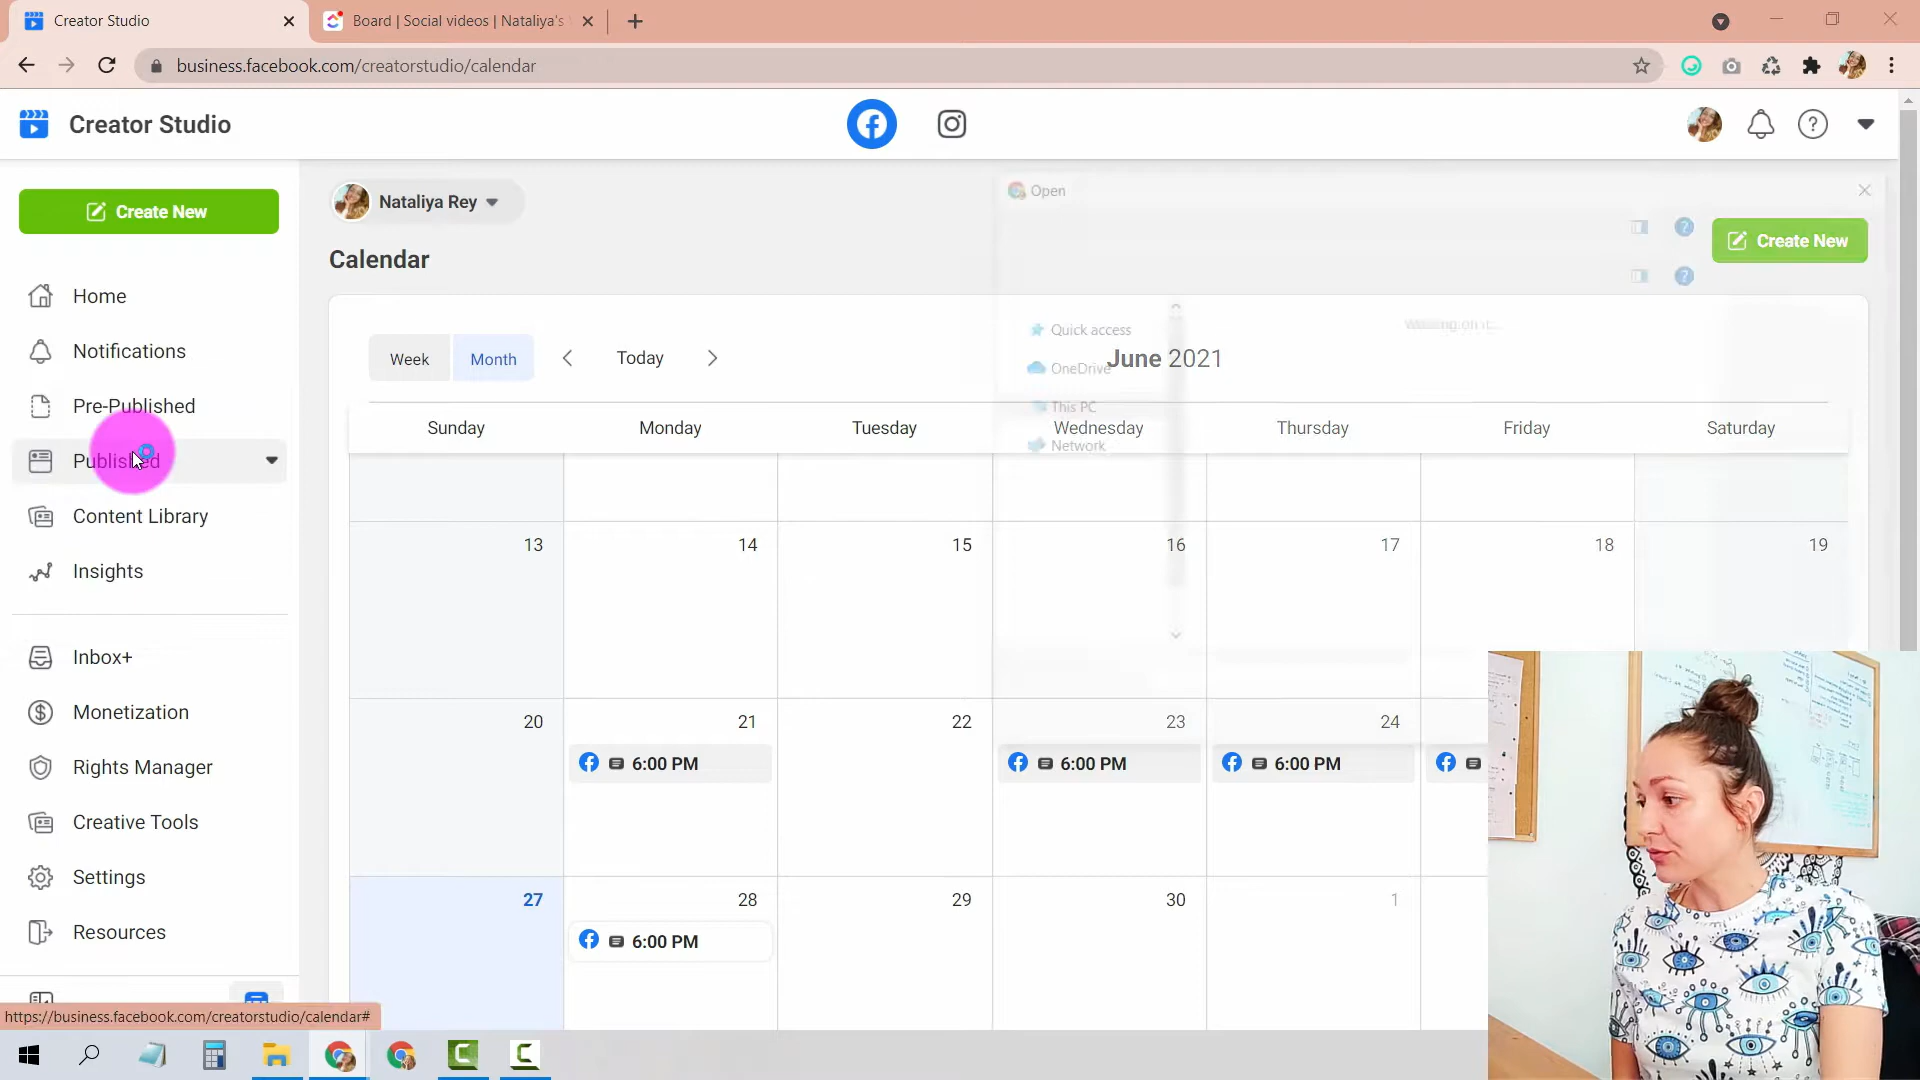 Creator Studio
Board | Social videos | Nataliya's
business.facebook.com/creatorstudio/calendar
Creator Studio
Create New
Nataliya Rey
Open
Create New
Calendar
Home
Notifications
Pre-Published
Published
Content Library
Insights
Inbox+
Monetization
Rights Manager
Creative Tools
Settings
Resources
Week
Month
Today
June 2021
Quick access
OneDrive
This PC
Network
Sunday
Monday
Tuesday
Wednesday
Thursday
Friday
Saturday
13
14
15
16
17
18
19
20
21
22
23
24
6:00 PM
6:00 PM
6:00 PM
27
28
29
30
1
6:00 PM
https://business.facebook.com/creatorstudio/calendar#